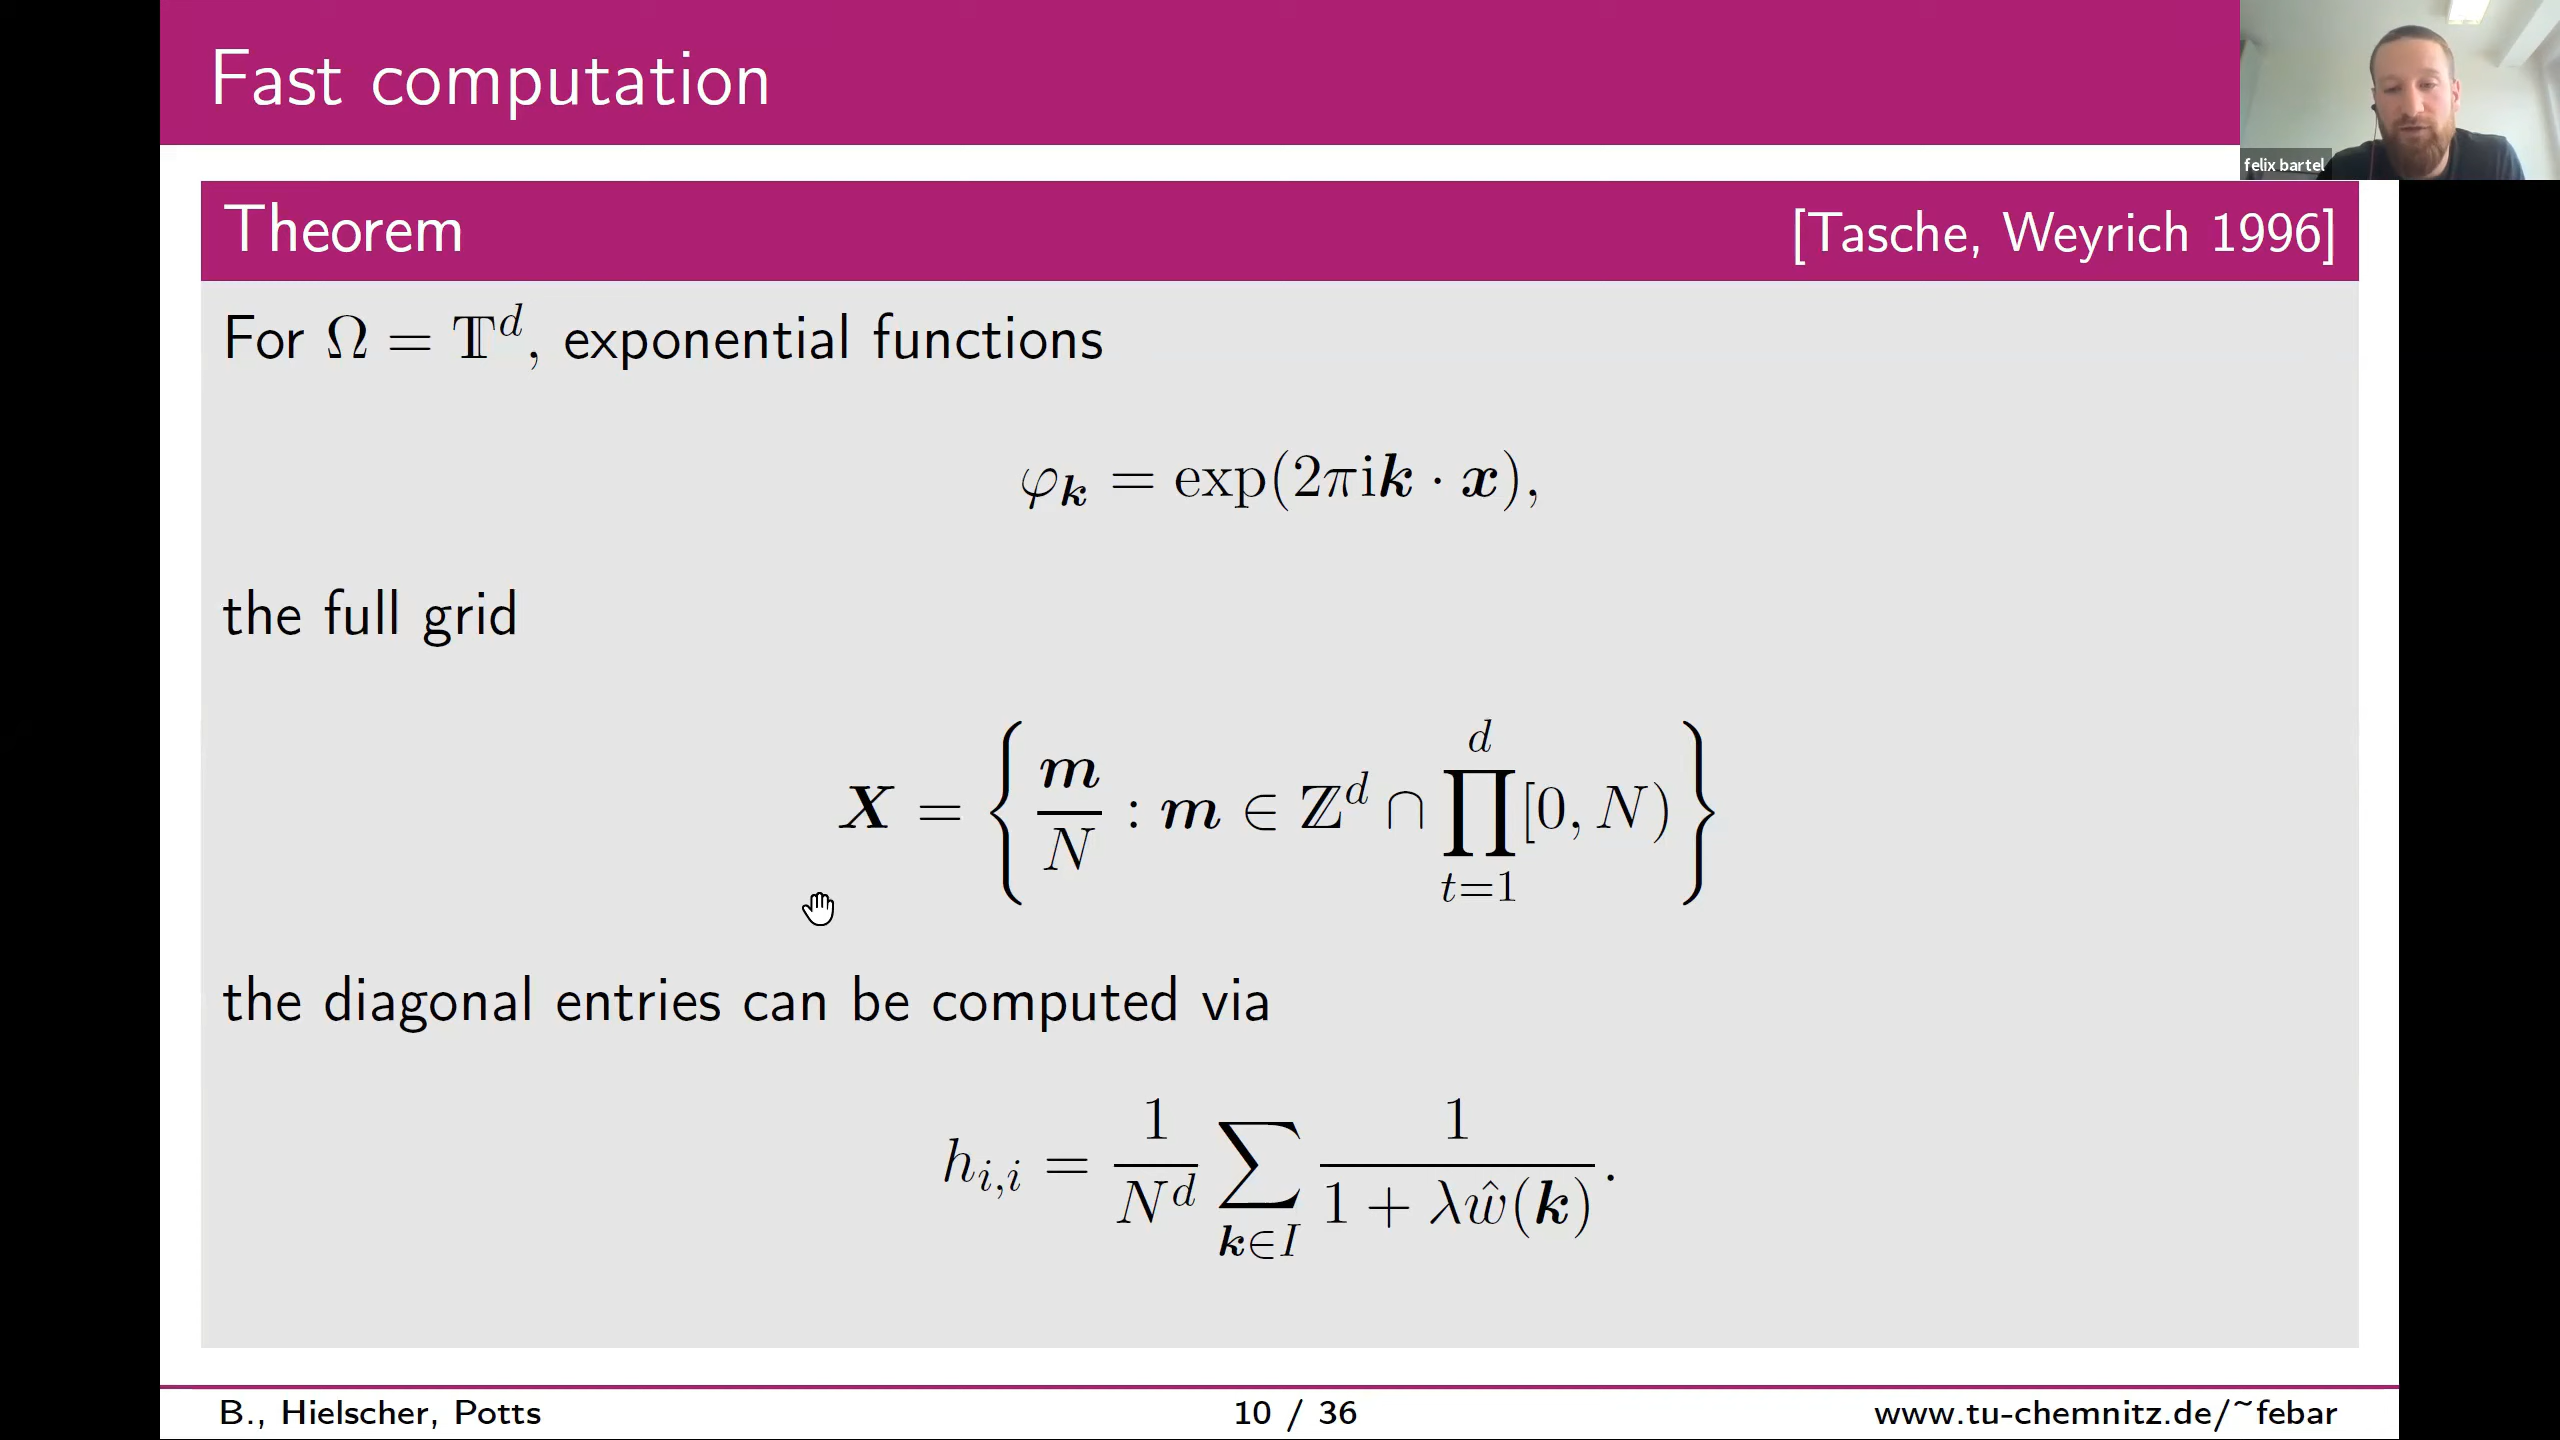 Fast computation
felix bartel
Theorem [Tasche, Weyrich 1996]
For Ω = 𝕋^d, exponential functions
φ_𝒌 = exp(2πi𝒌 · 𝒙),
the full grid
𝑿 = { 𝒎/N : 𝒎 ∈ ℤ^d ∩ ∏_{t=1}^{d} [0, N) }
the diagonal entries can be computed via
h_{i,i} = 1/N^d ∑_{𝒌∈I} 1/(1 + λŵ(𝒌)).
B., Hielscher, Potts 10 / 36 www.tu-chemnitz.de/~febar